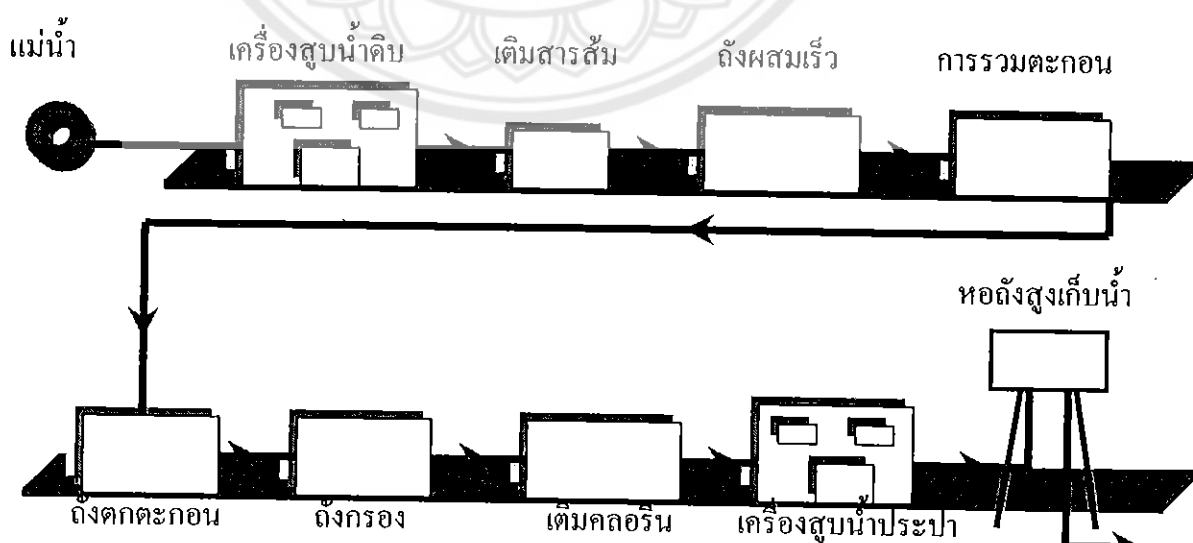 แม่น้ำ
เครื่องสูบน้ำดิบ
เติมสารส้ม
ถังผสมเร็ว
การรวมตะกอน
หอถังสูงเก็บน้ำ
ถังตกตะกอน
ถังกรอง
เติมคลอรีน
เครื่องสูบน้ำประปา